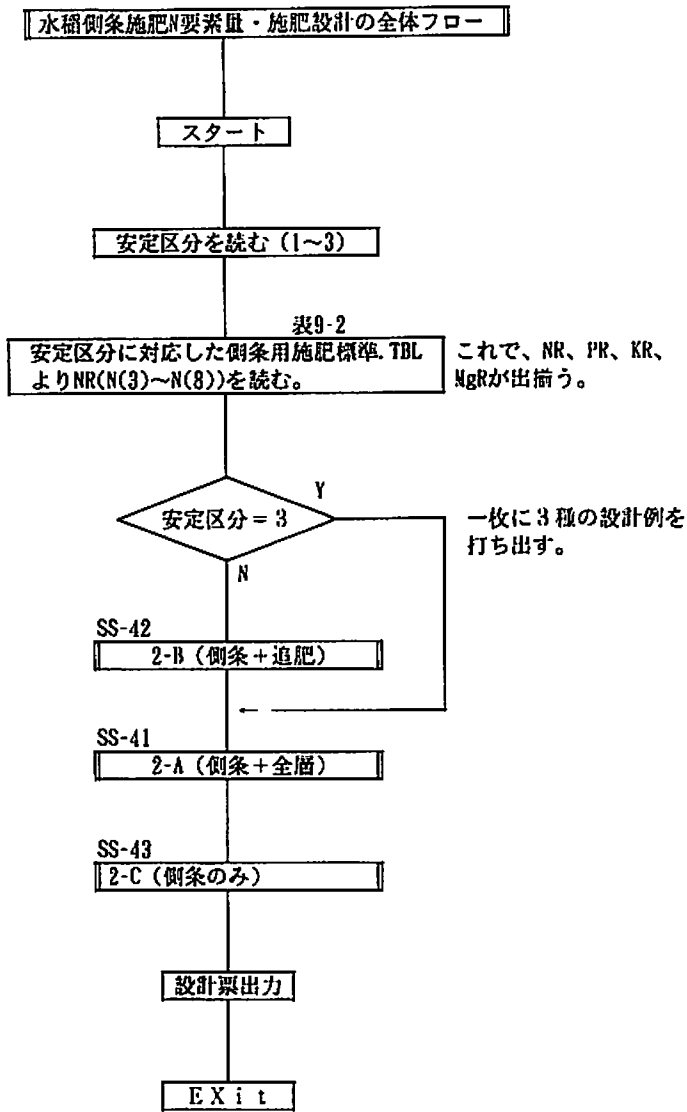 水稲側条施肥N要素量・施肥設計の全体フロー
スタート
安定区分を読む（1～3）
表9-2
安定区分に対応した側条用施肥標準.TBL
よりNR(N(3)～N(8))を読む。
これで、NR、PR、KR、
MgRが出揃う。
安定区分＝3
Y
N
一枚に3種の設計例を
打ち出す。
SS-42
2-B（側条＋追肥）
SS-41
2-A（側条＋全層）
SS-43
2-C（側条のみ）
設計票出力
EXit